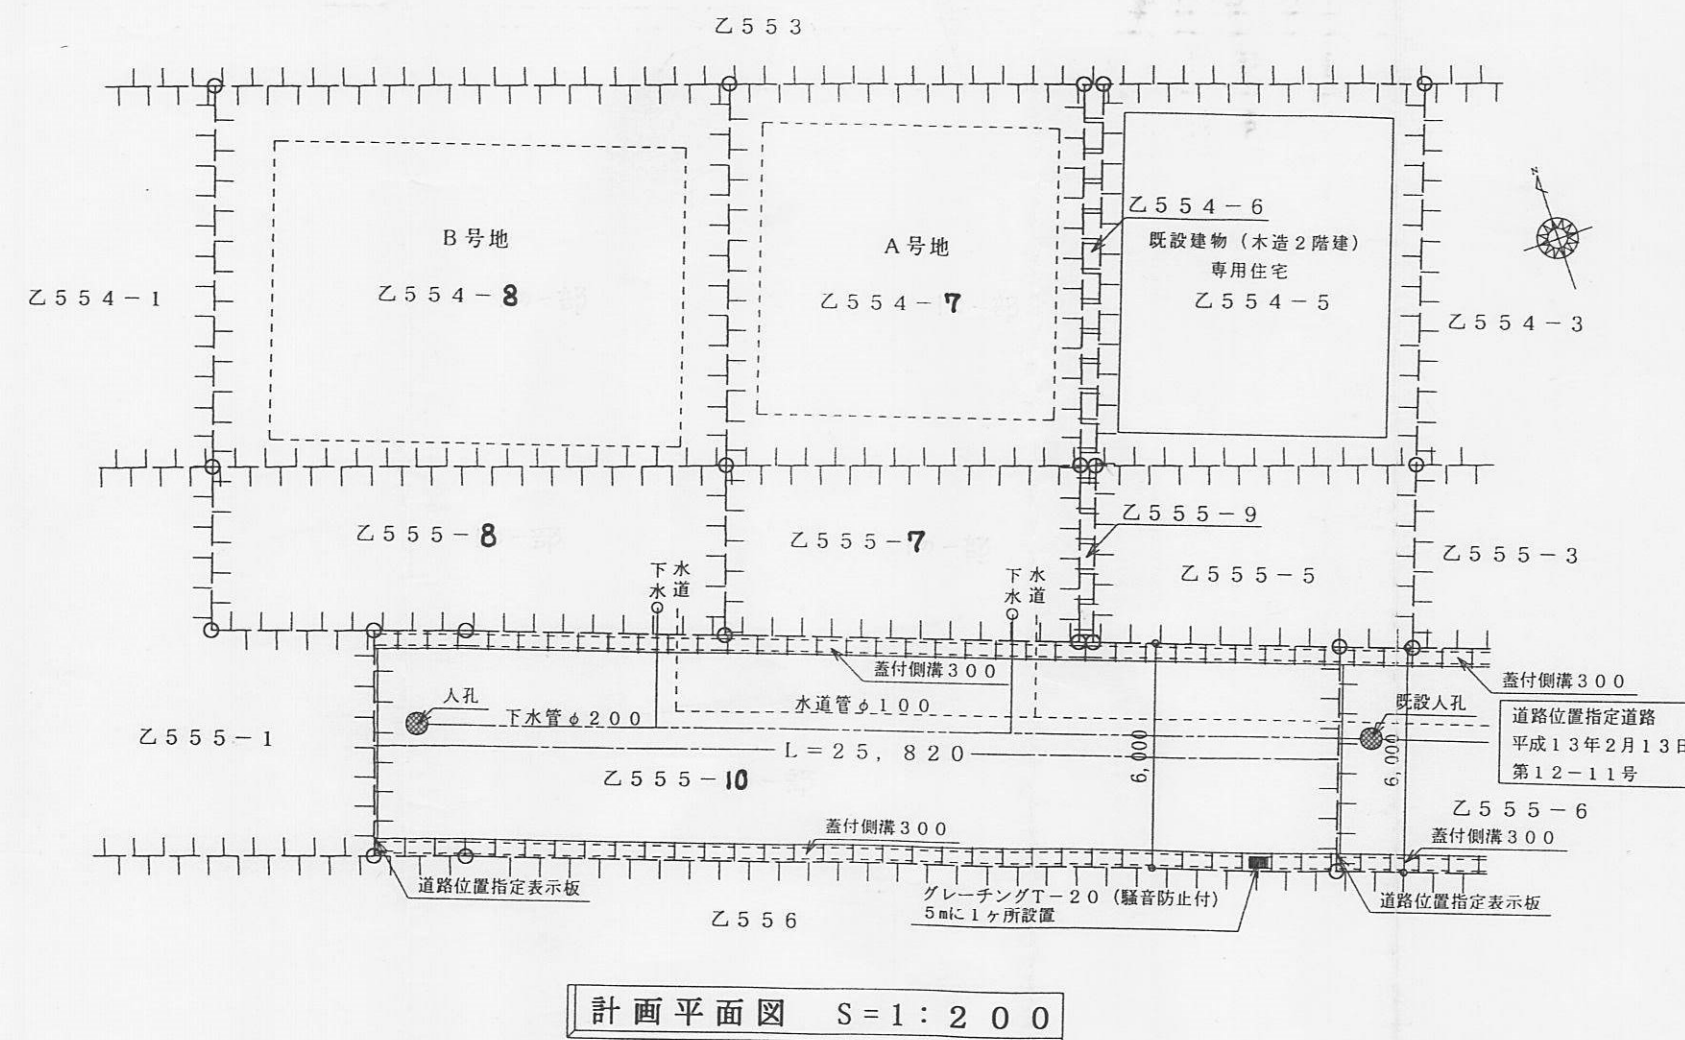 乙553
N
乙554-6
B号地
A号地
既設建物（木造2階建）
専用住宅
乙554-1
乙554-8
乙554-7
乙554-5
乙554-3
乙555-8
乙555-7
乙555-9
乙555-5
乙555-3
下水
水道
下水
水道
蓋付側溝300
蓋付側溝300
人孔
下水管φ200
水道管φ100
既設人孔
道路位置指定道路
平成13年2月13日
第12-11号
乙555-1
L=25,820
6,000
6,000
乙555-10
乙555-6
蓋付側溝300
蓋付側溝300
道路位置指定表示板
グレーチングT-20（騒音防止付）
5mに1ヶ所設置
道路位置指定表示板
乙556
計画平面図 S=1:200